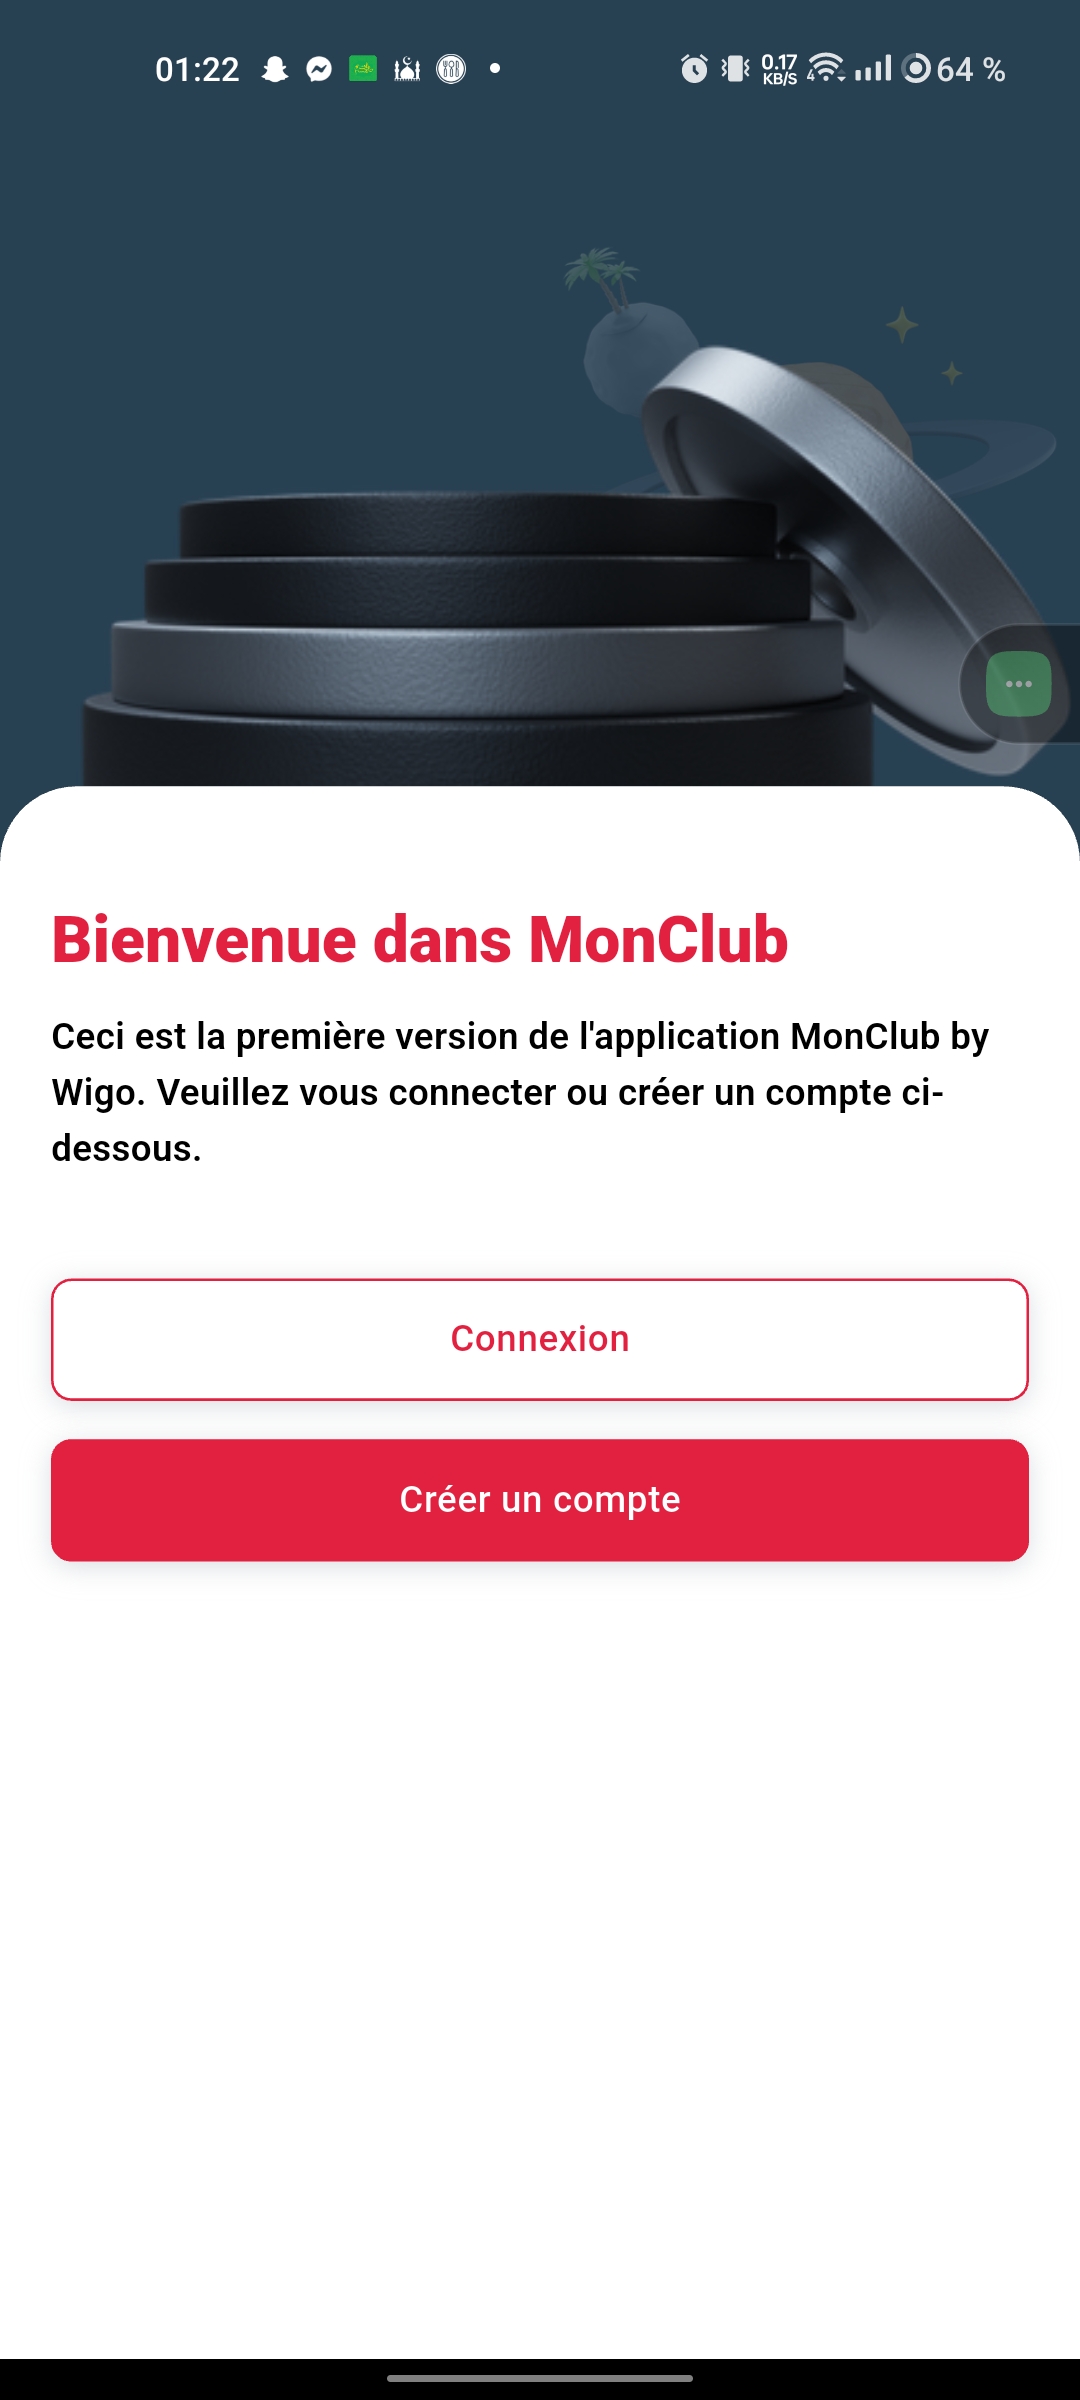 01:22 0.17 KB/S 4 64 %
Bienvenue dans MonClub
Ceci est la première version de l'application MonClub by
Wigo. Veuillez vous connecter ou créer un compte ci-
dessous.
Connexion
Créer un compte